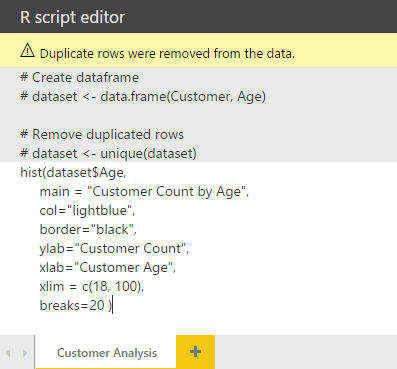 R script editor
Duplicate rows were removed from the data.
# Create dataframe
# dataset <- data.frame(Customer, Age)
# Remove duplicated rows
# dataset <- unique(dataset)
hist(dataset$Age,
main = "Customer Count by Age",
col="lightblue",
border="black",
ylab="Customer Count",
xlab="Customer Age",
xlim = c(18, 100),
breaks=20 )
Customer Analysis +